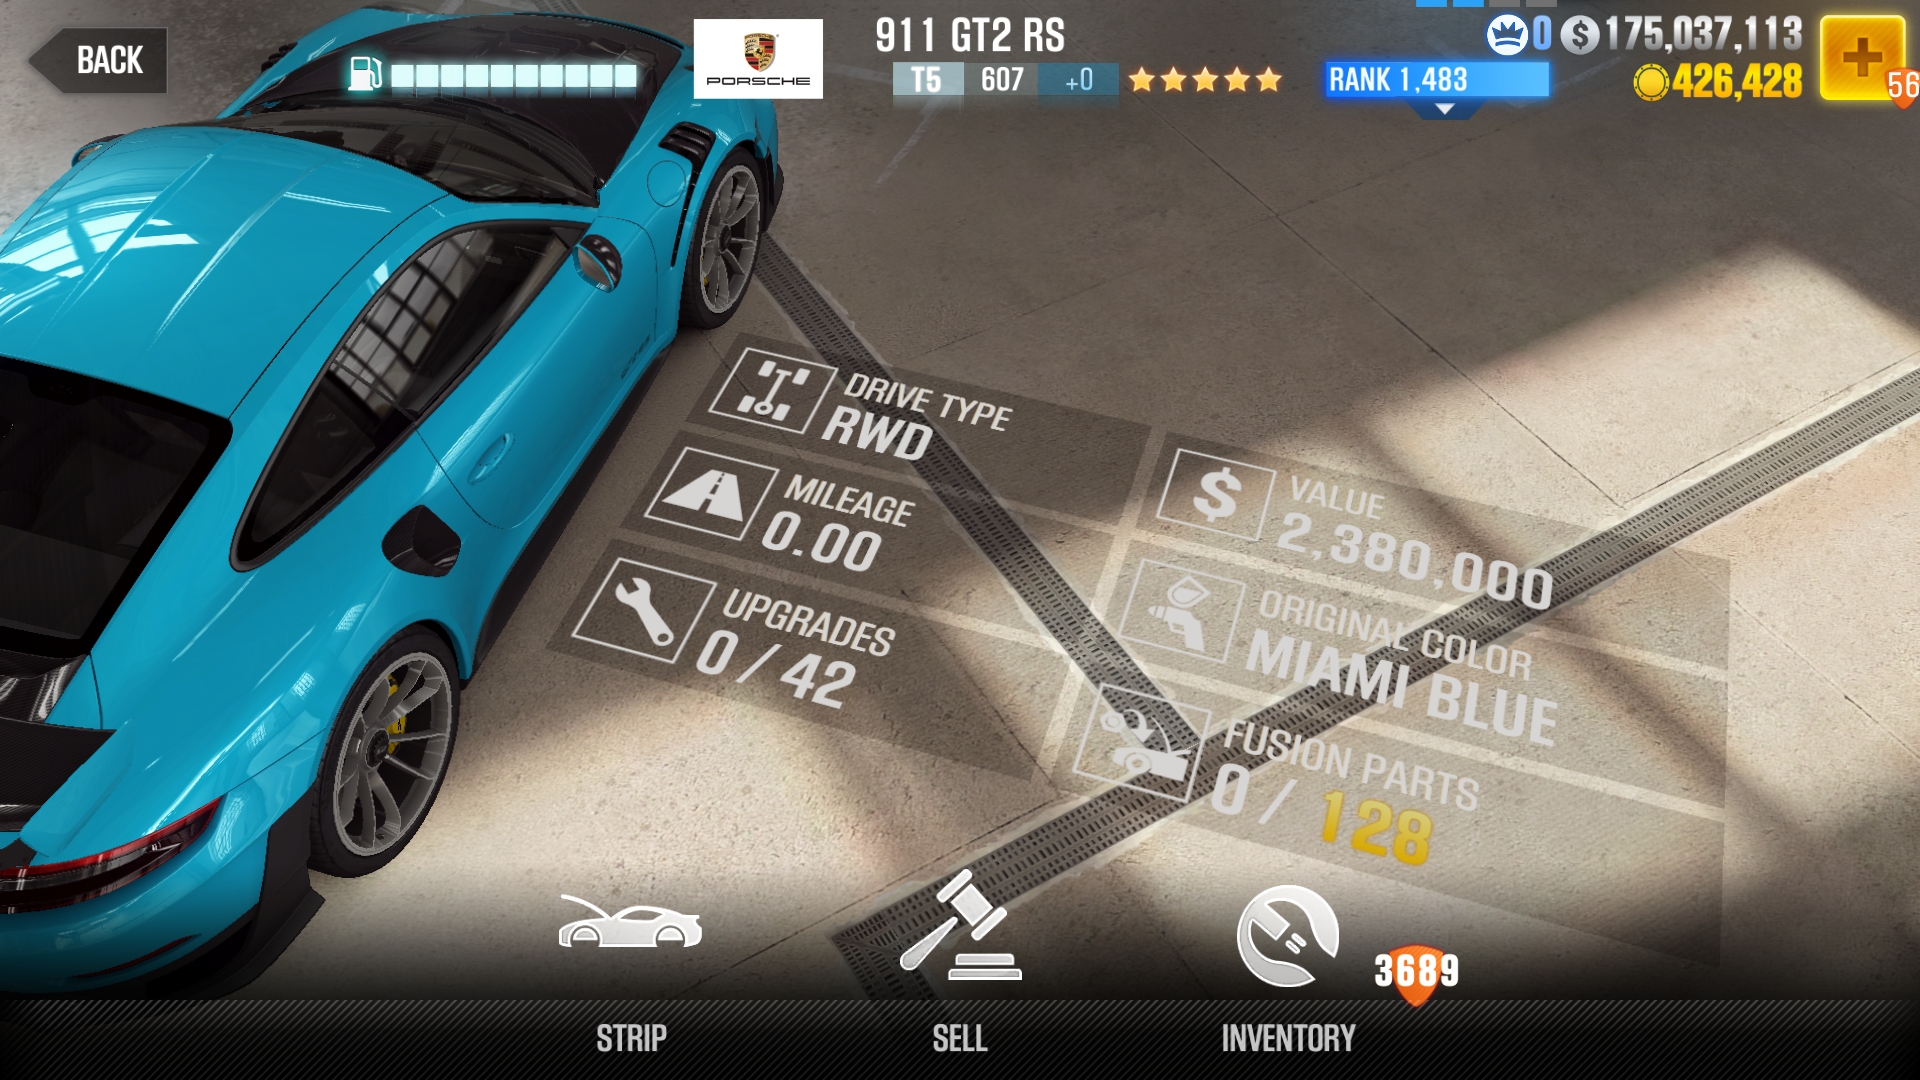 BACK
PORSCHE
911 GT2 RS
T5 607 +0
RANK 1,483
0 $175,037,113
426,428
56
DRIVE TYPE
RWD
MILEAGE
0.00
UPGRADES
0 / 42
$ VALUE
2,380,000
ORIGINAL COLOR
MIAMI BLUE
FUSION PARTS
0 / 128
3689
STRIP
SELL
INVENTORY